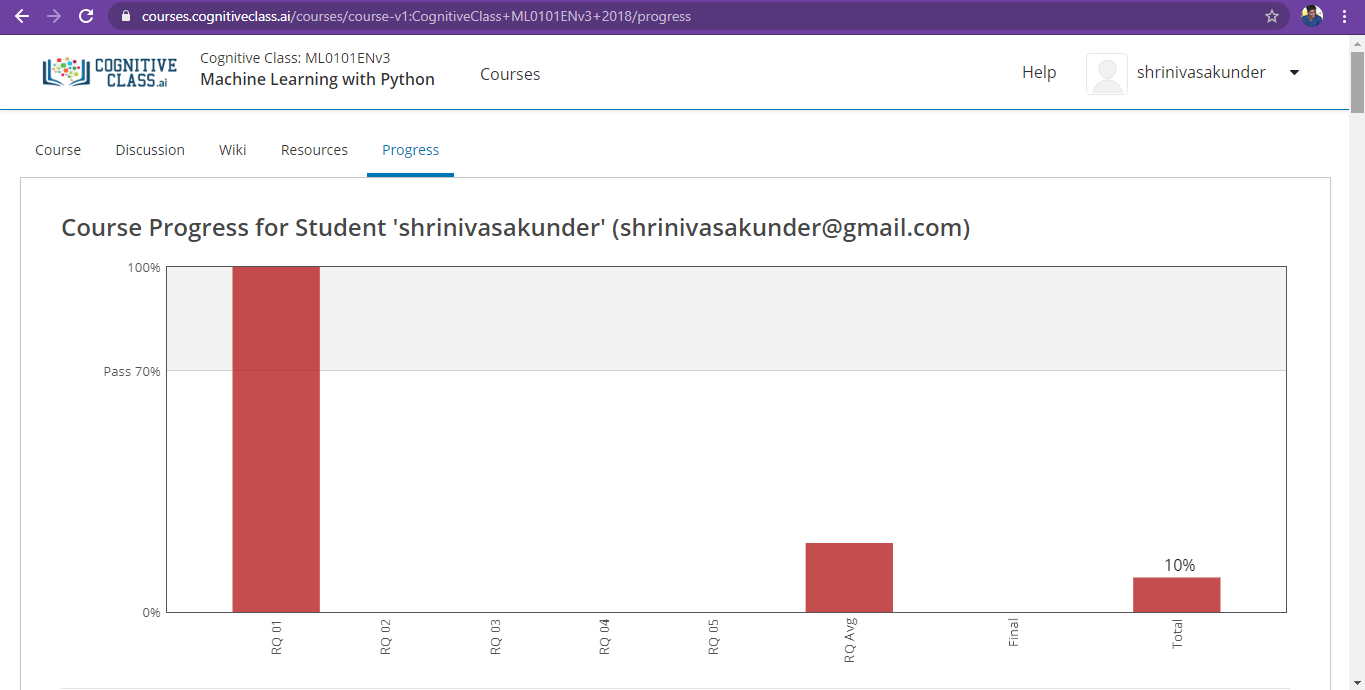 courses.cognitiveclass.ai/courses/course-v1:CognitiveClass+ML0101ENv3+2018/progress
COGNITIVE
CLASS.ai
Cognitive Class: ML0101ENv3
Machine Learning with Python
Courses
Help
shrinivasakunder
Course
Discussion
Wiki
Resources
Progress
Course Progress for Student 'shrinivasakunder' (shrinivasakunder@gmail.com)
100%
Pass 70%
0%
10%
RQ 01
RQ 02
RQ 03
RQ 04
RQ 05
RQ Avg
Final
Total